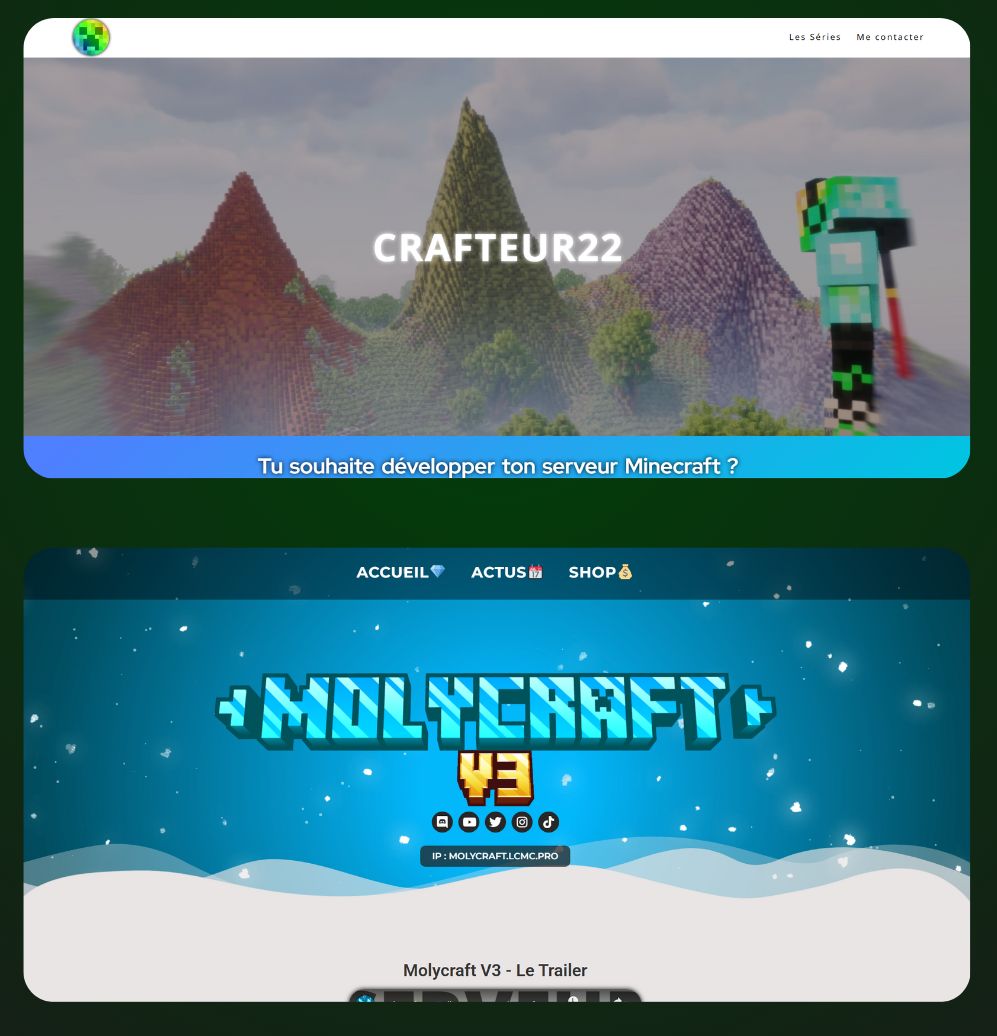 Les Séries Me contacter
CRAFTEUR22
Tu souhaite développer ton serveur Minecraft ?
ACCUEIL ACTUS SHOP
MOLYCRAFT
V3
IP : MOLYCRAFT.LCMC.PRO
Molycraft V3 - Le Trailer